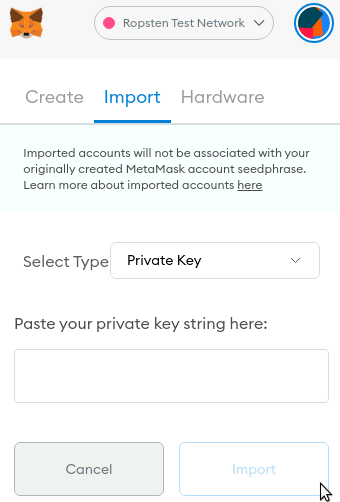 Ropsten Test Network
Create Import Hardware
Imported accounts will not be associated with your
originally created MetaMask account seedphrase.
Learn more about imported accounts here
Select Type Private Key
Paste your private key string here:
Cancel Import